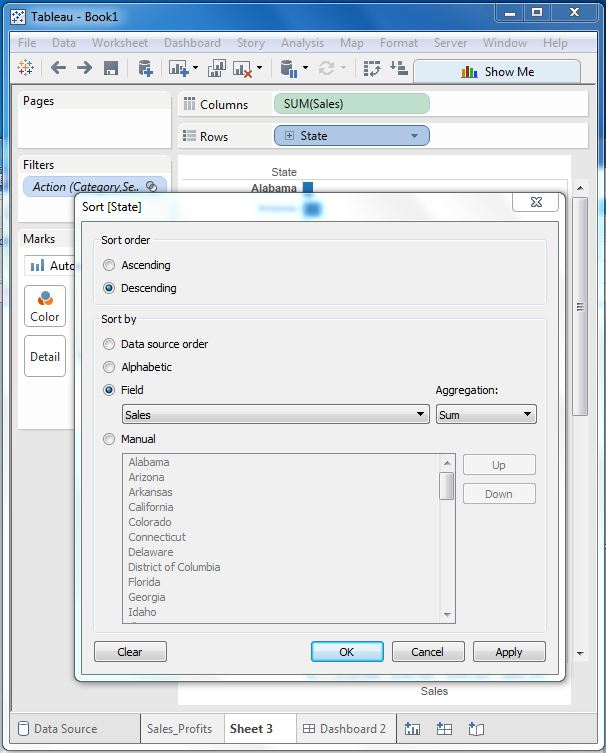 Tableau - Book1
File Data Worksheet Dashboard Story Analysis Map Format Server Window Help
Show Me
Pages
Columns SUM(Sales)
Rows State
Filters
Action (Category,Se..
State
Alabama
Marks
Sort [State]
Sort order
Ascending
Descending
Color
Detail
Sort by
Data source order
Alphabetic
Field Aggregation:
Sales Sum
Manual
Alabama
Arizona
Arkansas
California
Colorado
Connecticut
Delaware
District of Columbia
Florida
Georgia
Idaho
Up
Down
Clear OK Cancel Apply
Sales
Data Source Sales_Profits Sheet 3 Dashboard 2